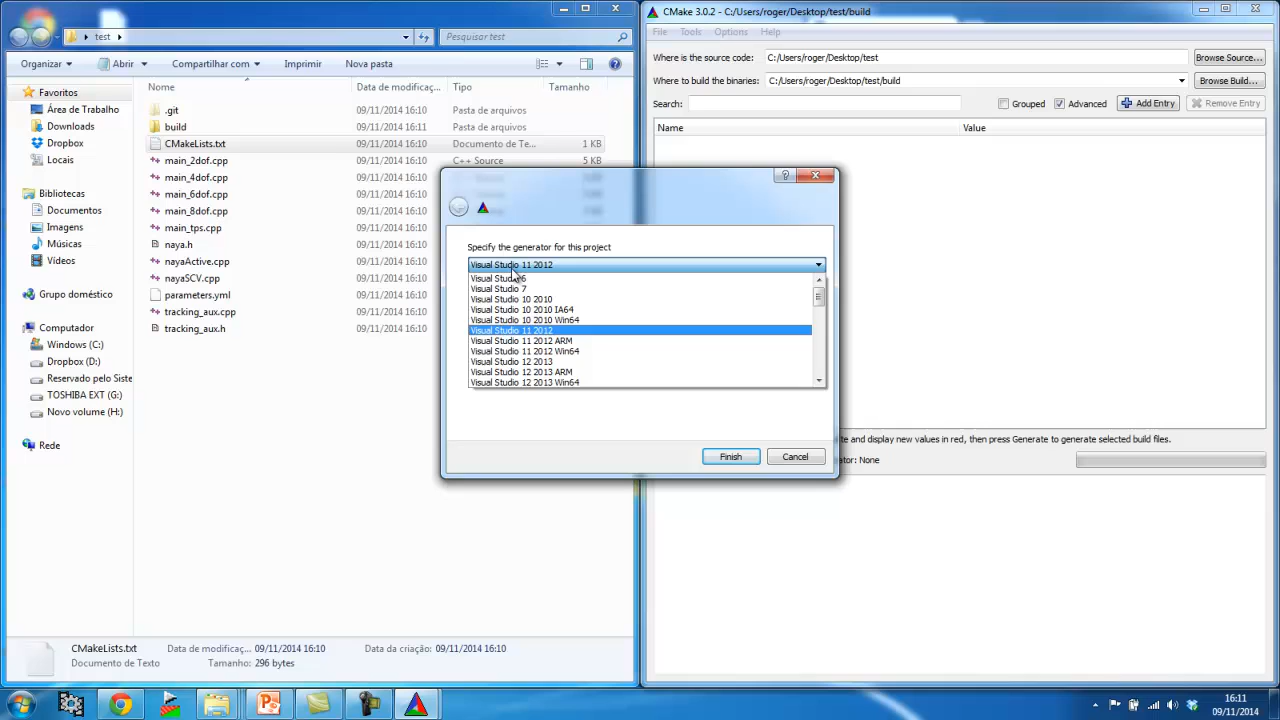 test
Pesquisar test
Organizar
Abrir
Compartilhar com
Imprimir
Nova pasta
Nome
Data de modificaç...
Tipo
Tamanho
Favoritos
Área de Trabalho
Downloads
Dropbox
Locais
Bibliotecas
Documentos
Imagens
Músicas
Vídeos
Grupo doméstico
Computador
Windows (C:)
Dropbox (D:)
Reservado pelo Siste
TOSHIBA EXT (G:)
Novo volume (H:)
Rede
.git 09/11/2014 16:10 Pasta de arquivos
build 09/11/2014 16:11 Pasta de arquivos
CMakeLists.txt 09/11/2014 16:10 Documento de Te... 1 KB
main_2dof.cpp 09/11/2014 16:10 C++ Source 5 KB
main_4dof.cpp 09/11/2014 16:10
main_6dof.cpp 09/11/2014 16:10
main_8dof.cpp 09/11/2014 16:10
main_tps.cpp 09/11/2014 16:10
naya.h 09/11/2014 16:10
nayaActive.cpp 09/11/2014 16:10
nayaSCV.cpp 09/11/2014 16:10
parameters.yml 09/11/2014 16:10
tracking_aux.cpp 09/11/2014 16:10
tracking_aux.h 09/11/2014 16:10
CMakeLists.txt Data de modificaç... 09/11/2014 16:10 Data da criação: 09/11/2014 16:10
Documento de Texto Tamanho: 296 bytes
CMake 3.0.2 - C:/Users/roger/Desktop/test/build
File Tools Options Help
Where is the source code: C:/Users/roger/Desktop/test Browse Source...
Where to build the binaries: C:/Users/roger/Desktop/test/build Browse Build...
Search: Grouped Advanced Add Entry Remove Entry
Name Value
Specify the generator for this project
Visual Studio 11 2012
Visual Studio 6
Visual Studio 7
Visual Studio 10 2010
Visual Studio 10 2010 IA64
Visual Studio 10 2010 Win64
Visual Studio 11 2012
Visual Studio 11 2012 ARM
Visual Studio 11 2012 Win64
Visual Studio 12 2013
Visual Studio 12 2013 ARM
Visual Studio 12 2013 Win64
Finish Cancel
and display new values in red, then press Generate to generate selected build files.
None
16:11
09/11/2014